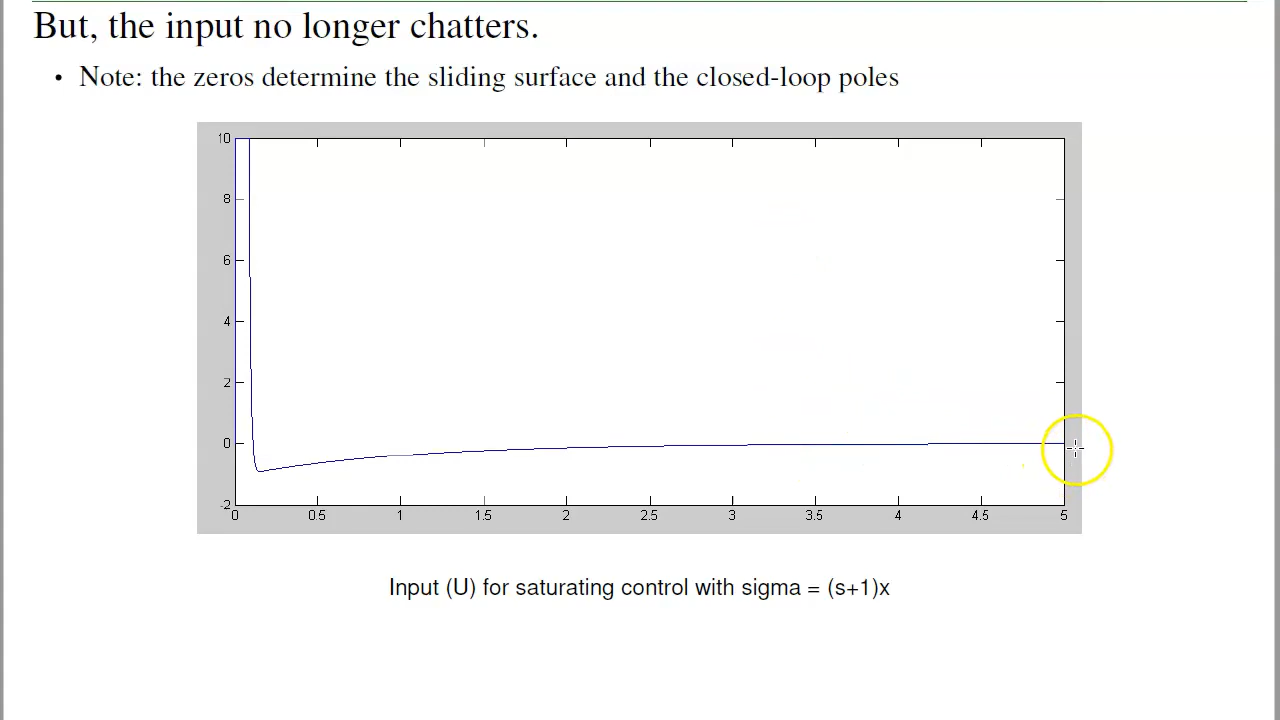 But, the input no longer chatters.
• Note: the zeros determine the sliding surface and the closed-loop poles
10
8
6
4
2
0
-2
0 0.5 1 1.5 2 2.5 3 3.5 4 4.5 5
Input (U) for saturating control with sigma = (s+1)x